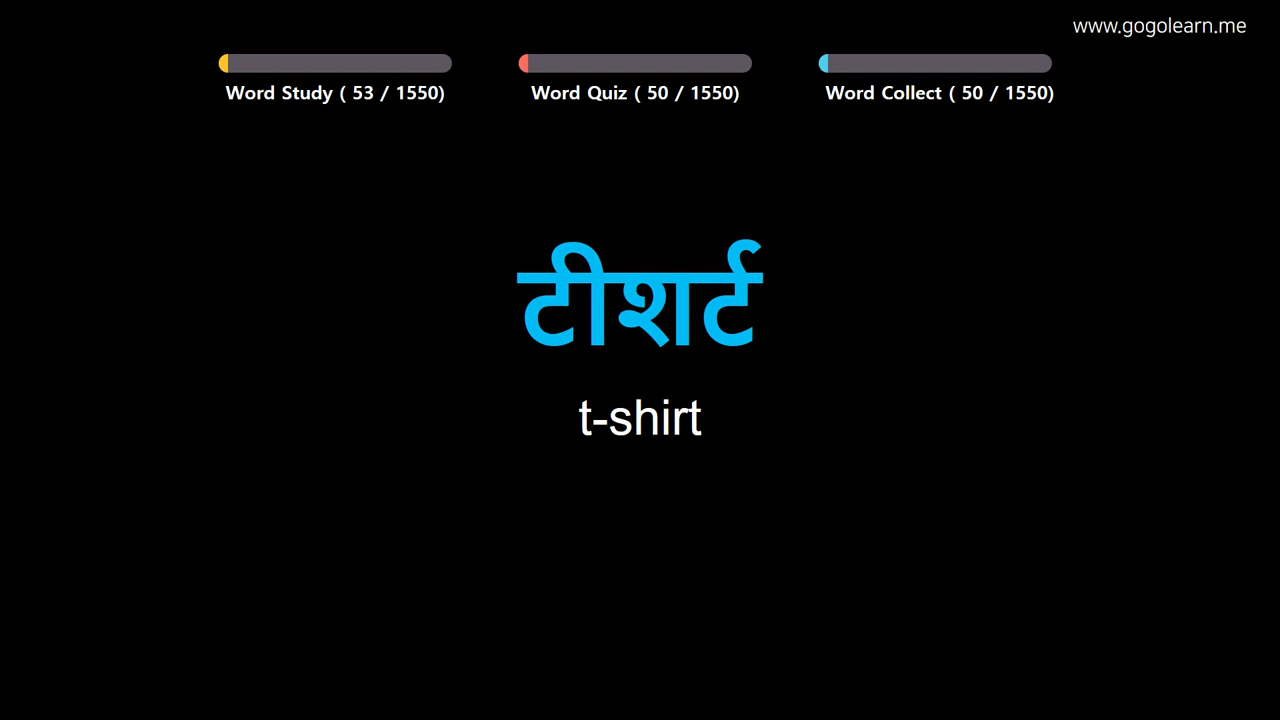 www.gogolearn.me
Word Study ( 53 / 1550)
Word Quiz ( 50 / 1550)
Word Collect ( 50 / 1550)
टीशर्ट
t-shirt